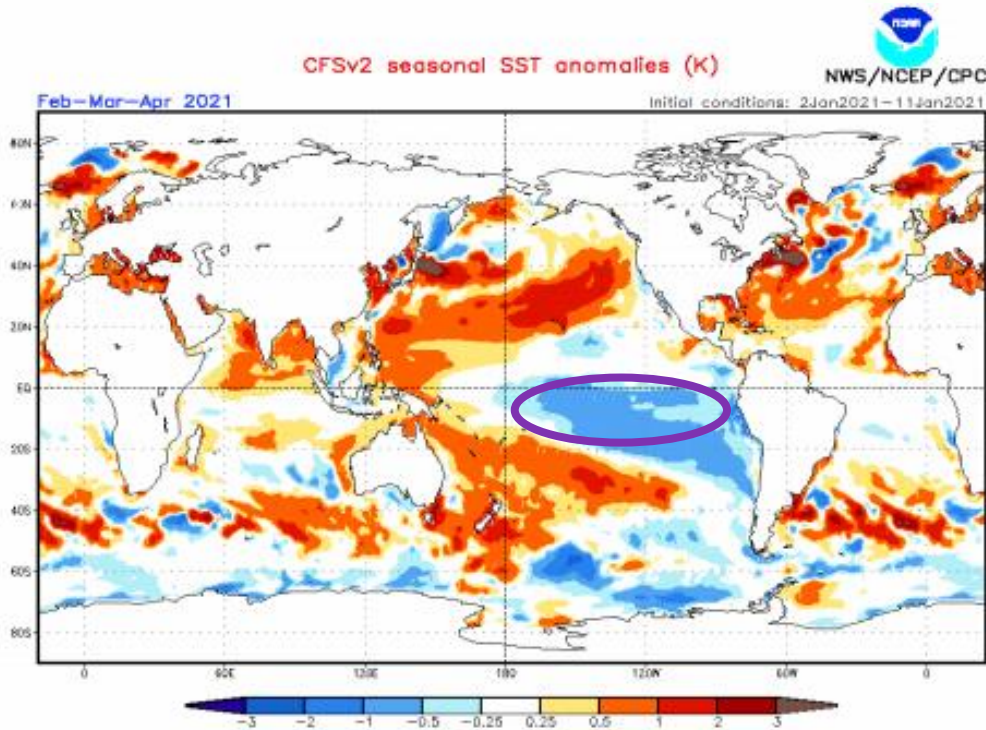 NOAA
CFSv2 seasonal SST anomalies (K)
NWS/NCEP/CPC
Feb-Mar-Apr 2021
Initial conditions: 2Jan2021-11Jan2021
80N
60N
40N
20N
EQ
20S
40S
60S
80S
0 60E 120E 180 120W 60W 0
-3 -2 -1 -0.5 -0.25 0.25 0.5 1 2 3